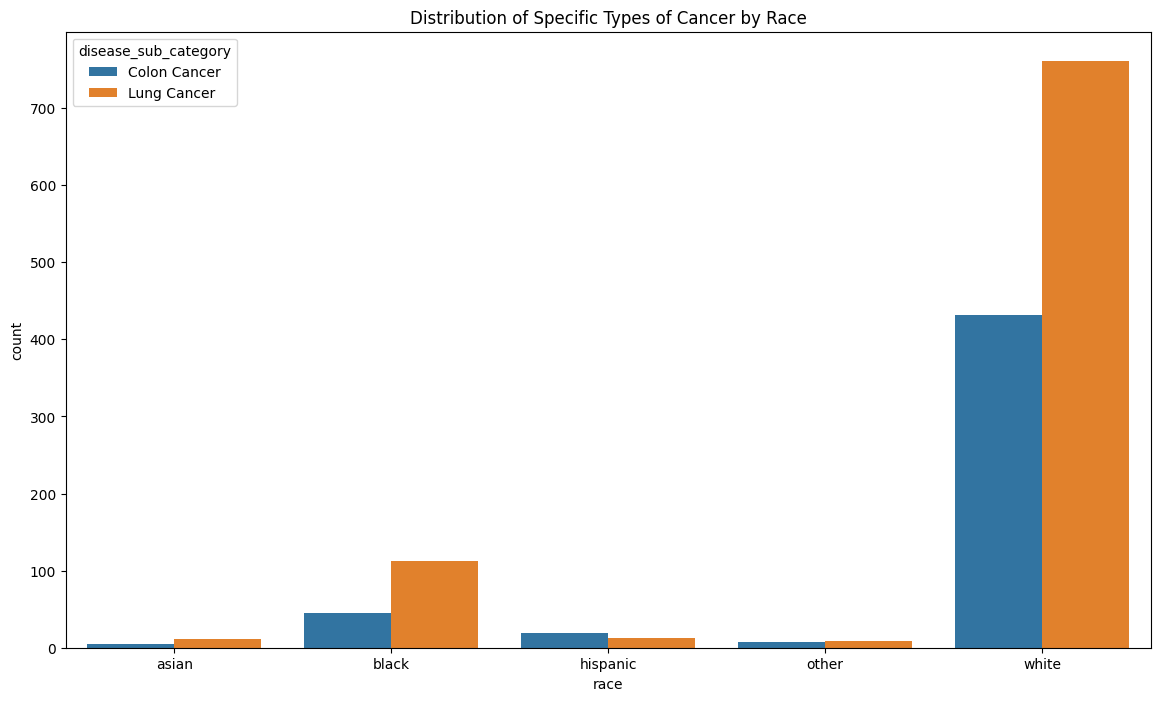 Distribution of Specific Types of Cancer by Race
disease_sub_category
Colon Cancer
Lung Cancer
700
600
500
400
300
200
100
0
count
asian black hispanic other white
race